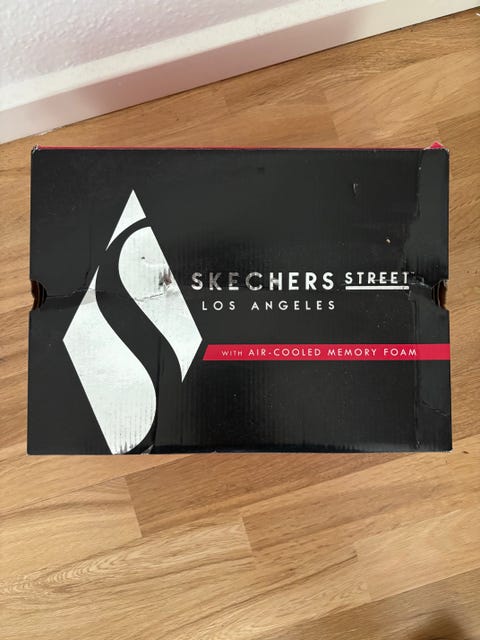 SKECHERS STREET
LOS ANGELES
WITH AIR-COOLED MEMORY FOAM